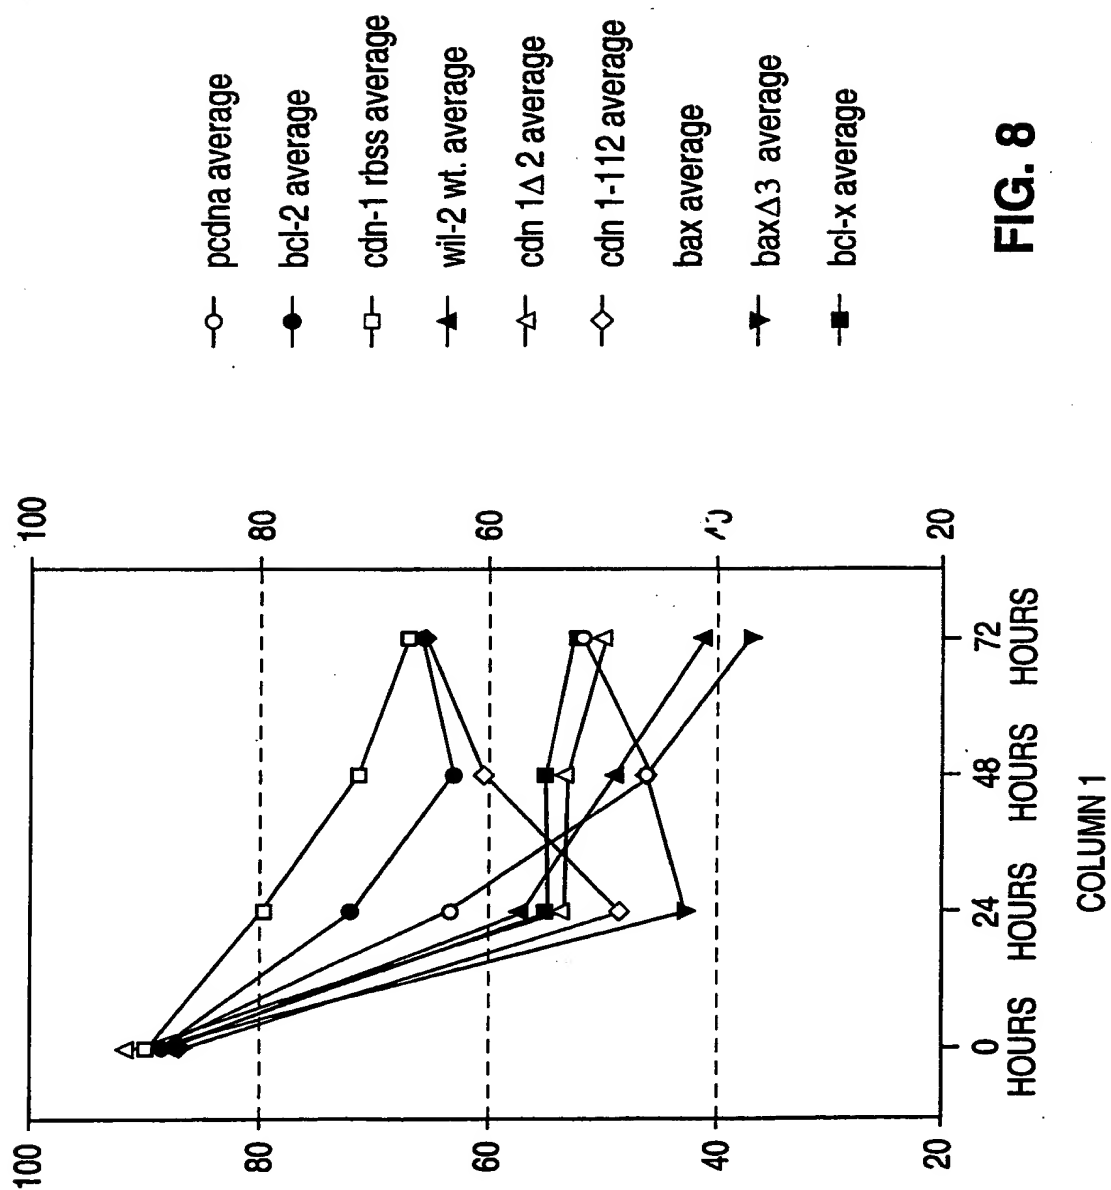 100
80
60
40
20
100
80
60
20
0
HOURS
24
HOURS
48
HOURS
72
HOURS
COLUMN 1
pcdna average
bcl-2 average
cdn-1 rbss average
wil-2 wt. average
cdn 1Δ2 average
cdn 1-112 average
bax average
baxΔ3 average
bcl-x average
FIG. 8